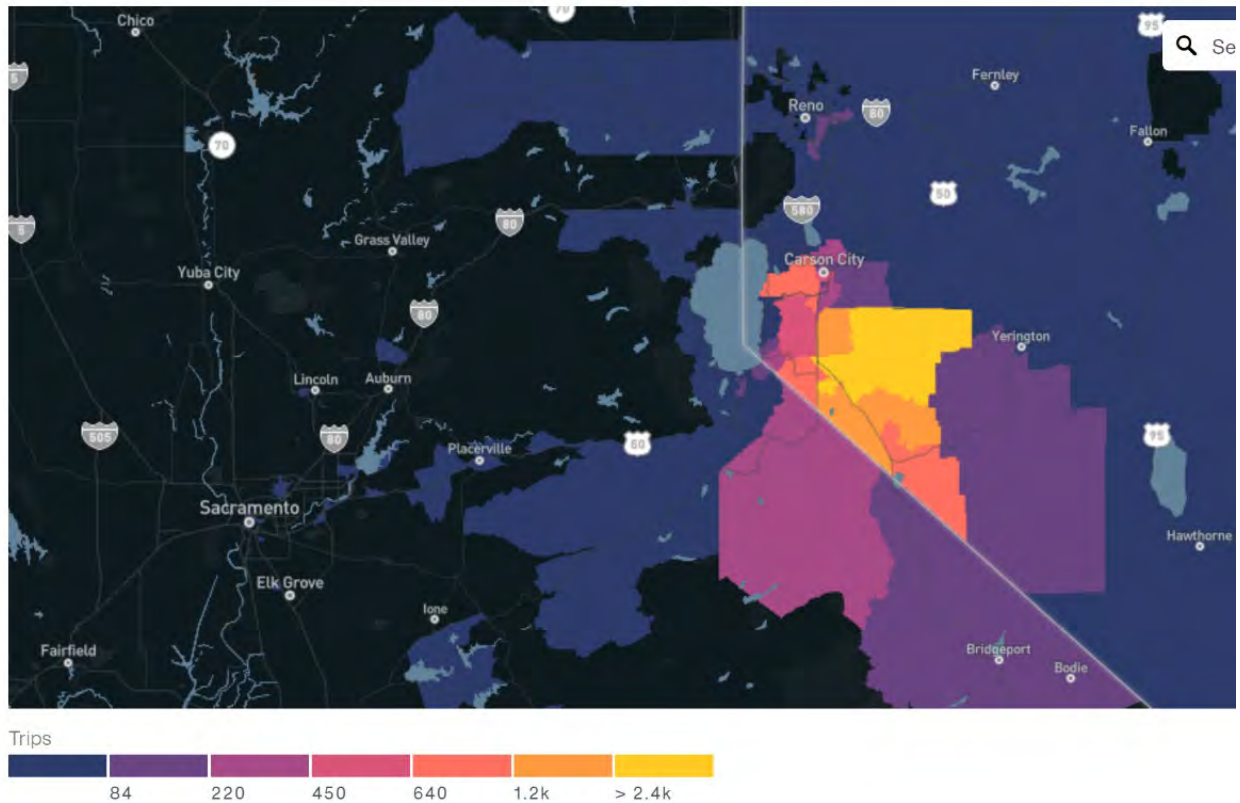 Chico
70
95
Se
5
Fernley
Reno
80
Fallon
70
50
580
5
80
Grass Valley
Carson City
Yuba City
80
Yerington
Lincoln
Auburn
505
80
50
95
Placerville
Sacramento
Hawthorne
Elk Grove
Ione
Fairfield
Bridgeport
Bodie
Trips
84 220 450 640 1.2k > 2.4k